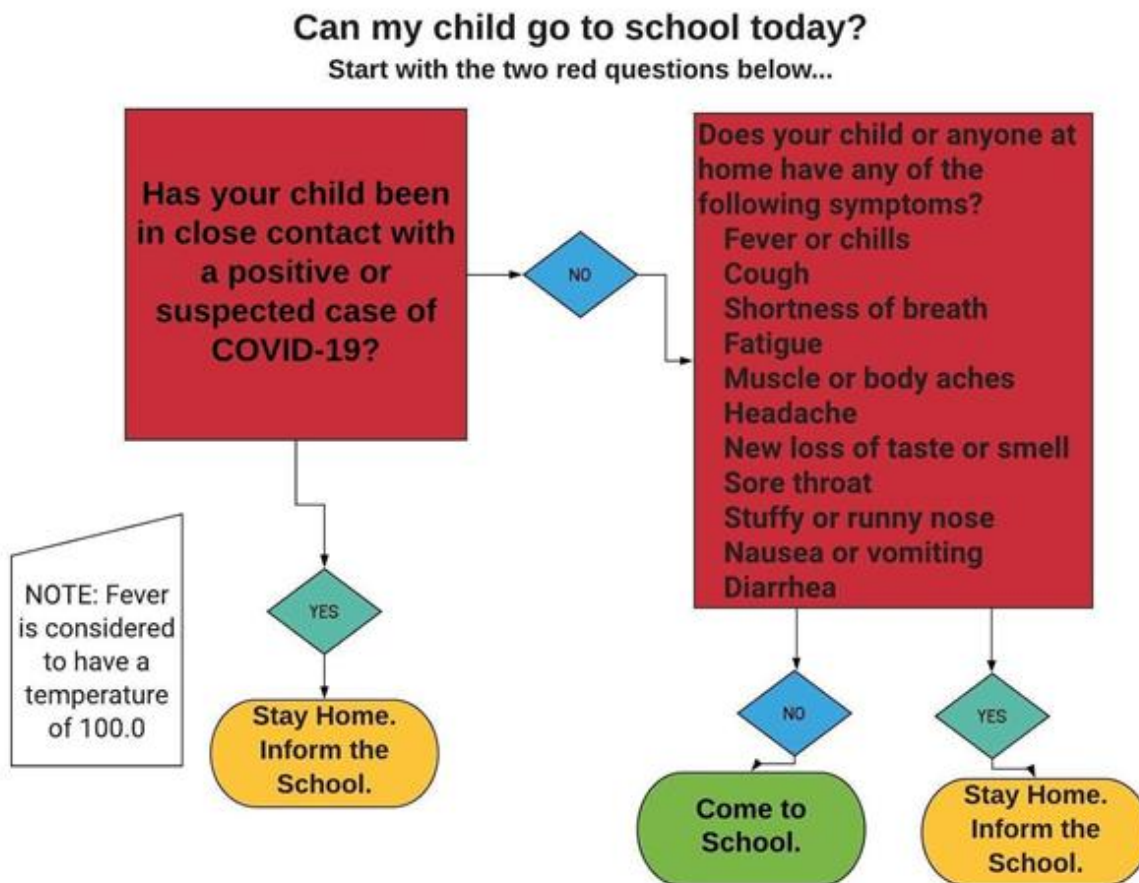 Can my child go to school today?
Start with the two red questions below...
Has your child been
in close contact with
a positive or
suspected case of
COVID-19?
NO
Does your child or anyone at
home have any of the
following symptoms?
Fever or chills
Cough
Shortness of breath
Fatigue
Muscle or body aches
Headache
New loss of taste or smell
Sore throat
Stuffy or runny nose
Nausea or vomiting
Diarrhea
NOTE: Fever
is considered
to have a
temperature
of 100.0
YES
Stay Home.
Inform the
School.
NO
Come to
School.
YES
Stay Home.
Inform the
School.